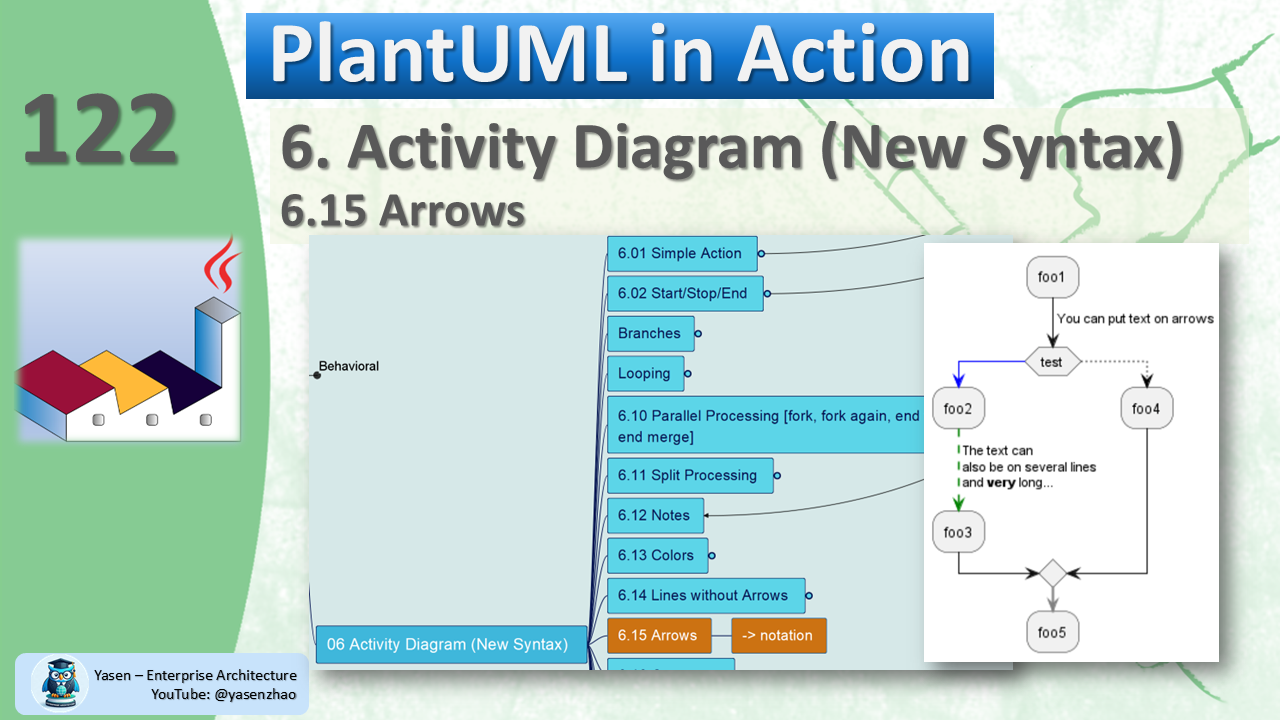 PlantUML in Action
122
6. Activity Diagram (New Syntax)
6.15 Arrows
6.01 Simple Action
6.02 Start/Stop/End
Branches
Looping
Behavioral
6.10 Parallel Processing [fork, fork again, end
end merge]
6.11 Split Processing
6.12 Notes
6.13 Colors
6.14 Lines without Arrows
6.15 Arrows
-> notation
06 Activity Diagram (New Syntax)
foo1
You can put text on arrows
test
foo2
foo4
The text can
also be on several lines
and very long...
foo3
foo5
Yasen – Enterprise Architecture
YouTube: @yasenzhao